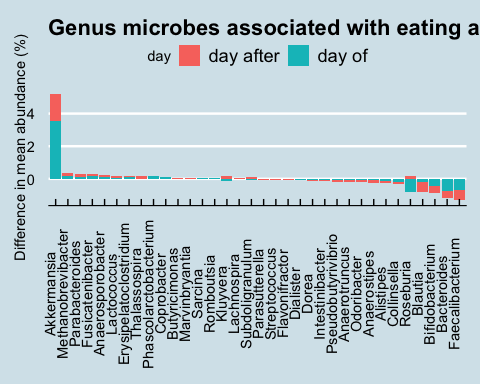 Genus microbes associated with eating a
day
day after
day of
Difference in mean abundance (%)
4
2
0
Akkermansia
Methanobrevibacter
Parabacteroides
Fusicatenibacter
Anaerosporobacter
Lactococcus
Erysipelatoclostridium
Thalassospira
Phascolarctobacterium
Coprobacter
Butyricimonas
Marvinbryantia
Sarcina
Romboutsia
Kluyvera
Lachnospira
Subdoligranulum
Parasutterella
Streptococcus
Flavonifractor
Dialister
Dorea
Intestinibacter
Pseudobutyrivibrio
Anaerotruncus
Odoribacter
Anaerostipes
Alistipes
Collinsella
Roseburia
Blautia
Bifidobacterium
Bacteroides
Faecalibacterium